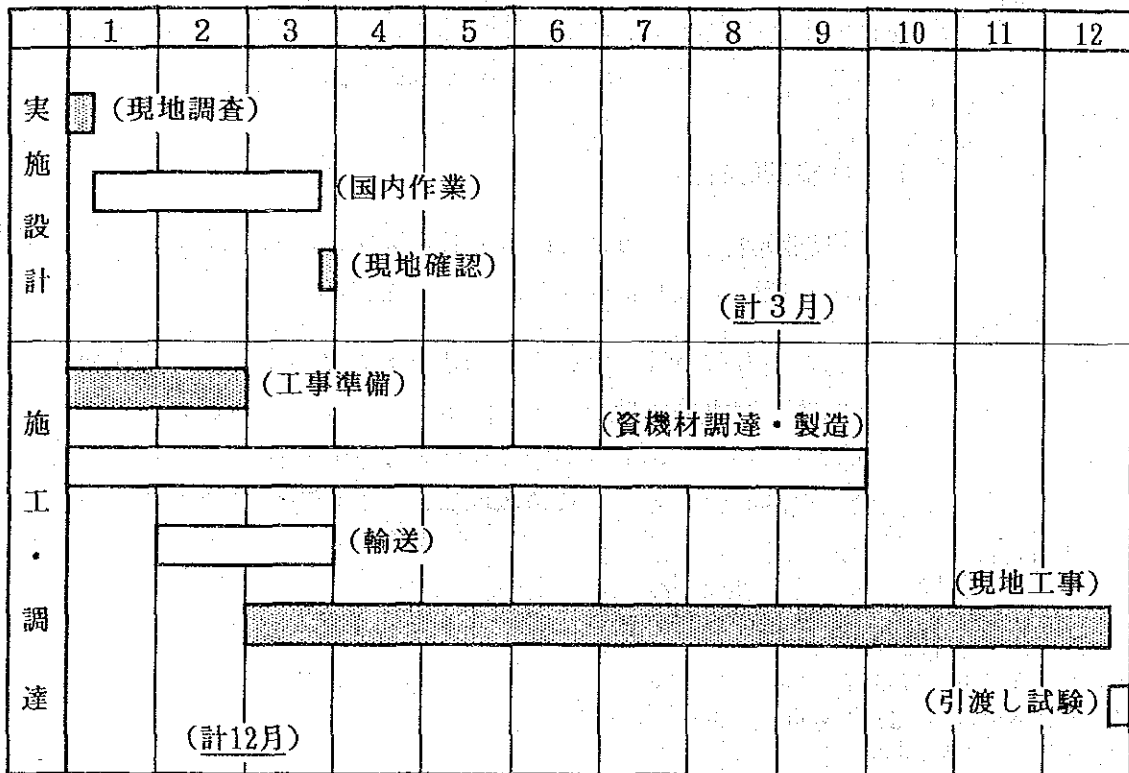 1 2 3 4 5 6 7 8 9 10 11 12
実施設計
(現地調査)
(国内作業)
(現地確認)
(計3月)
施工・調達
(工事準備)
(資機材調達・製造)
(輸送)
(現地工事)
(引渡し試験)
(計12月)